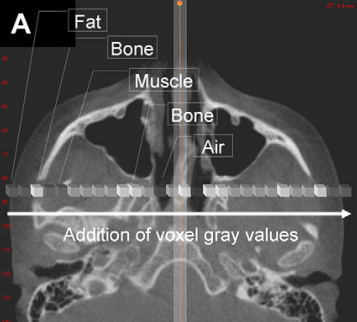 A
Fat
Bone
Muscle
Bone
Air
Addition of voxel gray values